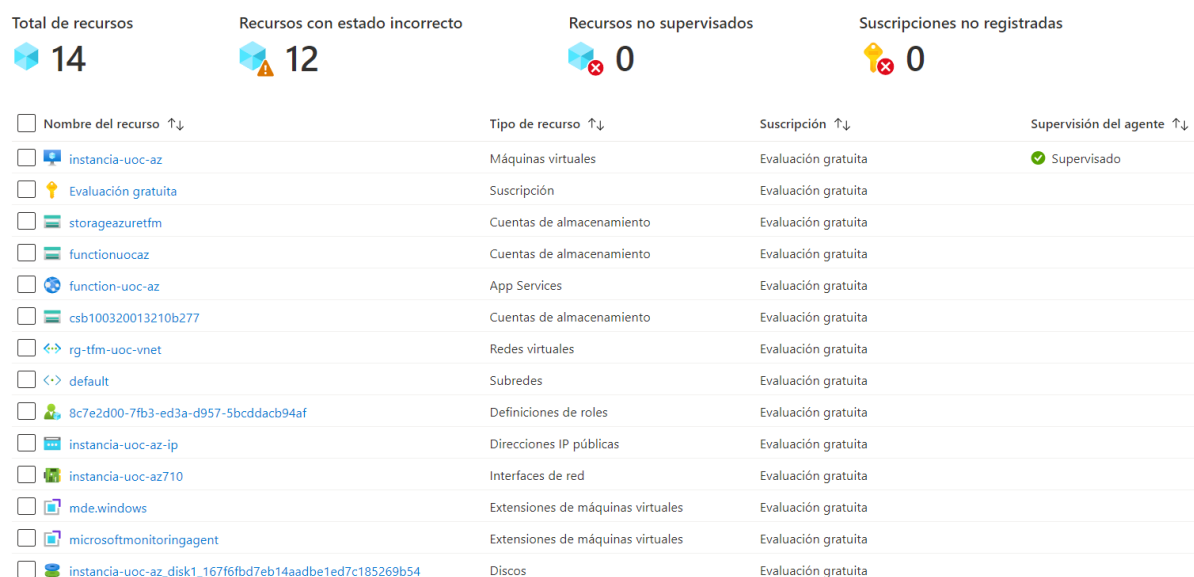 Total de recursos Recursos con estado incorrecto Recursos no supervisados Suscripciones no registradas
14 12 0 0
Nombre del recurso Tipo de recurso Suscripción Supervisión del agente
instancia-uoc-az Máquinas virtuales Evaluación gratuita Supervisado
Evaluación gratuita Suscripción Evaluación gratuita
storageazuretfm Cuentas de almacenamiento Evaluación gratuita
functionuocaz Cuentas de almacenamiento Evaluación gratuita
function-uoc-az App Services Evaluación gratuita
csb100320013210b277 Cuentas de almacenamiento Evaluación gratuita
rg-tfm-uoc-vnet Redes virtuales Evaluación gratuita
default Subredes Evaluación gratuita
8c7e2d00-7fb3-ed3a-d957-5bcddacb94af Definiciones de roles Evaluación gratuita
instancia-uoc-az-ip Direcciones IP públicas Evaluación gratuita
instancia-uoc-az710 Interfaces de red Evaluación gratuita
mde.windows Extensiones de máquinas virtuales Evaluación gratuita
microsoftmonitoringagent Extensiones de máquinas virtuales Evaluación gratuita
instancia-uoc-az_disk1_167f6fbd7eb14aadbe1ed7c185269b54 Discos Evaluación gratuita